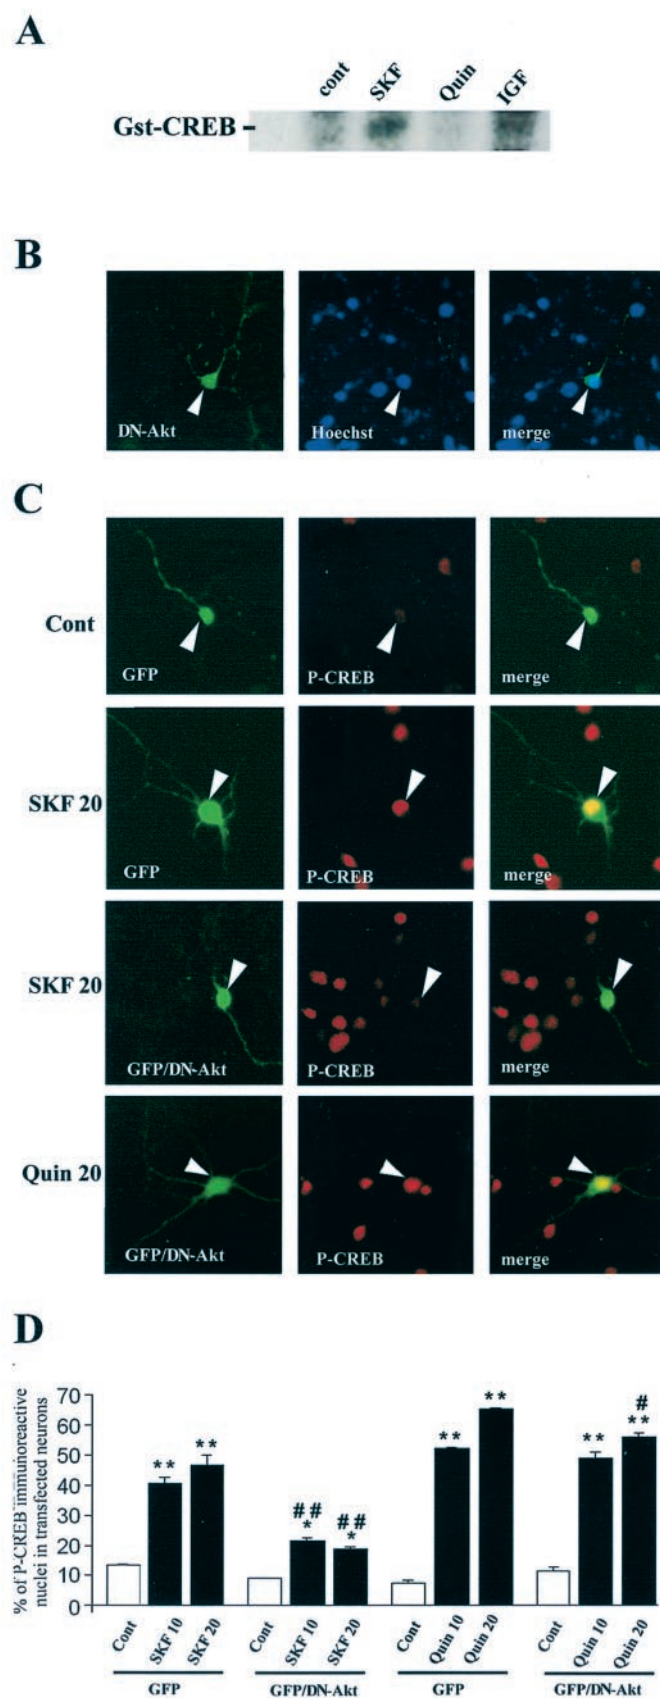 A
cont SKF Quin IGF
Gst-CREB
B
DN-Akt Hoechst merge
C
Cont
GFP P-CREB merge
SKF 20
GFP P-CREB merge
SKF 20
GFP/DN-Akt P-CREB merge
Quin 20
GFP/DN-Akt P-CREB merge
D
% of P-CREB immunoreactive
nuclei in transfected neurons
70
60
50
40
30
20
10
0
** ** ## * ## * ** ** ** # **
Cont SKF 10 SKF 20 Cont SKF 10 SKF 20 Cont Quin 10 Quin 20 Cont Quin 10 Quin 20
GFP GFP/DN-Akt GFP GFP/DN-Akt